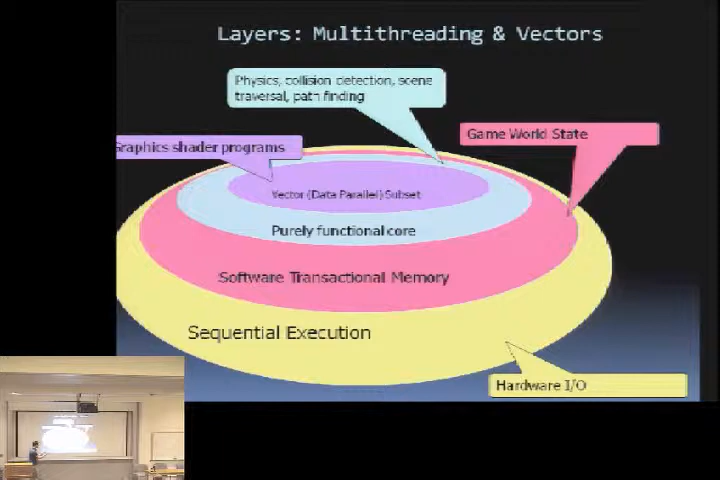 Layers: Multithreading & Vectors
Physics, collision detection, scene
traversal, path finding
Game World State
Graphics shader programs
Vector (Data Parallel) Subset
Purely functional core
Software Transactional Memory
Sequential Execution
Hardware I/O